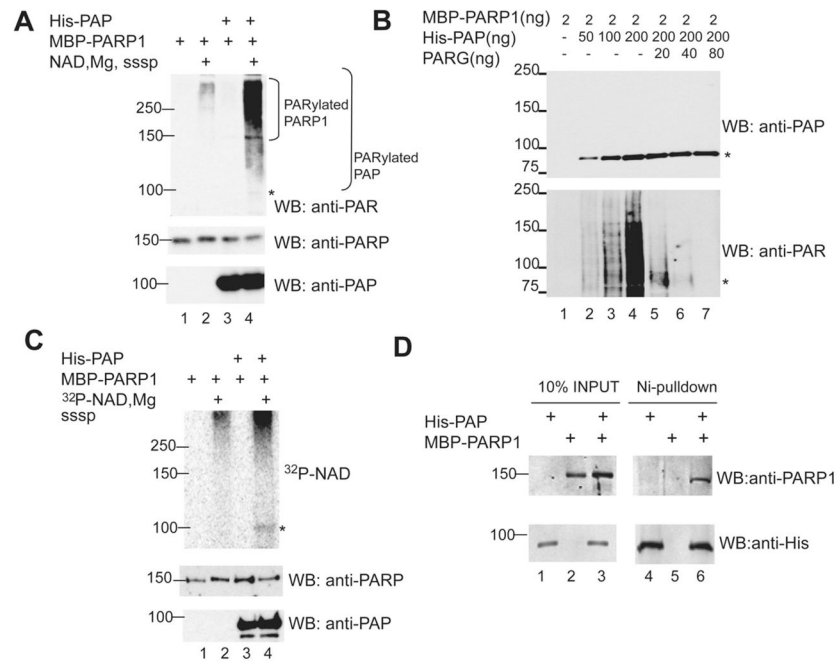 A
His-PAP + +
MBP-PARP1 + + + +
NAD,Mg, sssp + +
250
150
100
PARylated
PARP1
PARylated
PAP
*
WB: anti-PAR
150 WB: anti-PARP
100 WB: anti-PAP
1 2 3 4
B
MBP-PARP1(ng) 2 2 2 2 2 2 2
His-PAP(ng) - 50 100 200 200 200 200
PARG(ng) - - - - 20 40 80
250
150
100
75
WB: anti-PAP
*
250
150
100
75
WB: anti-PAR
*
1 2 3 4 5 6 7
C
His-PAP + +
MBP-PARP1 + + + +
³²P-NAD,Mg + +
sssp
250
150
100
³²P-NAD
*
150 WB: anti-PARP
100 WB: anti-PAP
1 2 3 4
D
10% INPUT Ni-pulldown
His-PAP + + + +
MBP-PARP1 + + + +
150 WB:anti-PARP1
100 WB:anti-His
1 2 3 4 5 6